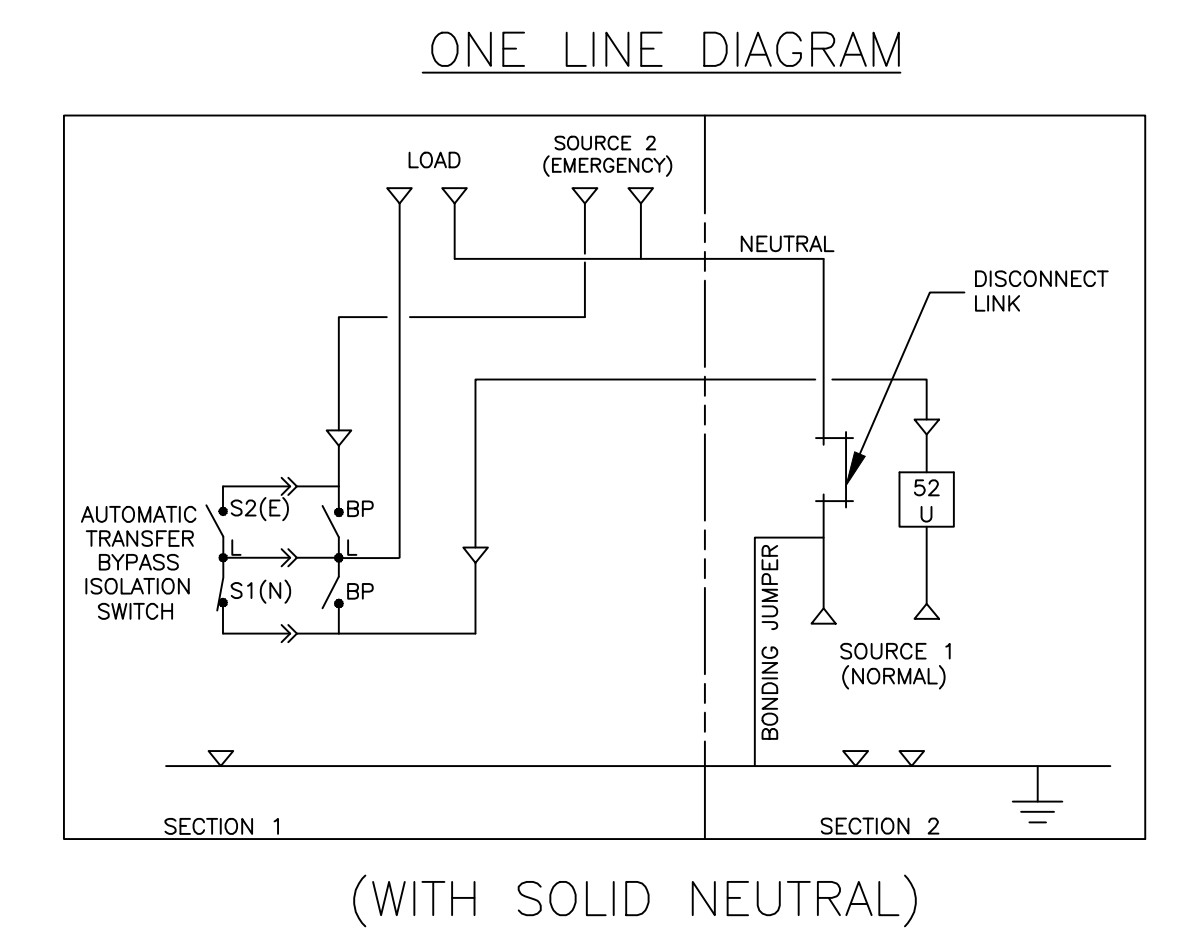 ONE LINE DIAGRAM
LOAD
SOURCE 2
(EMERGENCY)
NEUTRAL
DISCONNECT
LINK
AUTOMATIC
TRANSFER
BYPASS
ISOLATION
SWITCH
S2(E)
BP
L
L
S1(N)
BP
52
U
BONDING JUMPER
SOURCE 1
(NORMAL)
SECTION 1
SECTION 2
(WITH SOLID NEUTRAL)